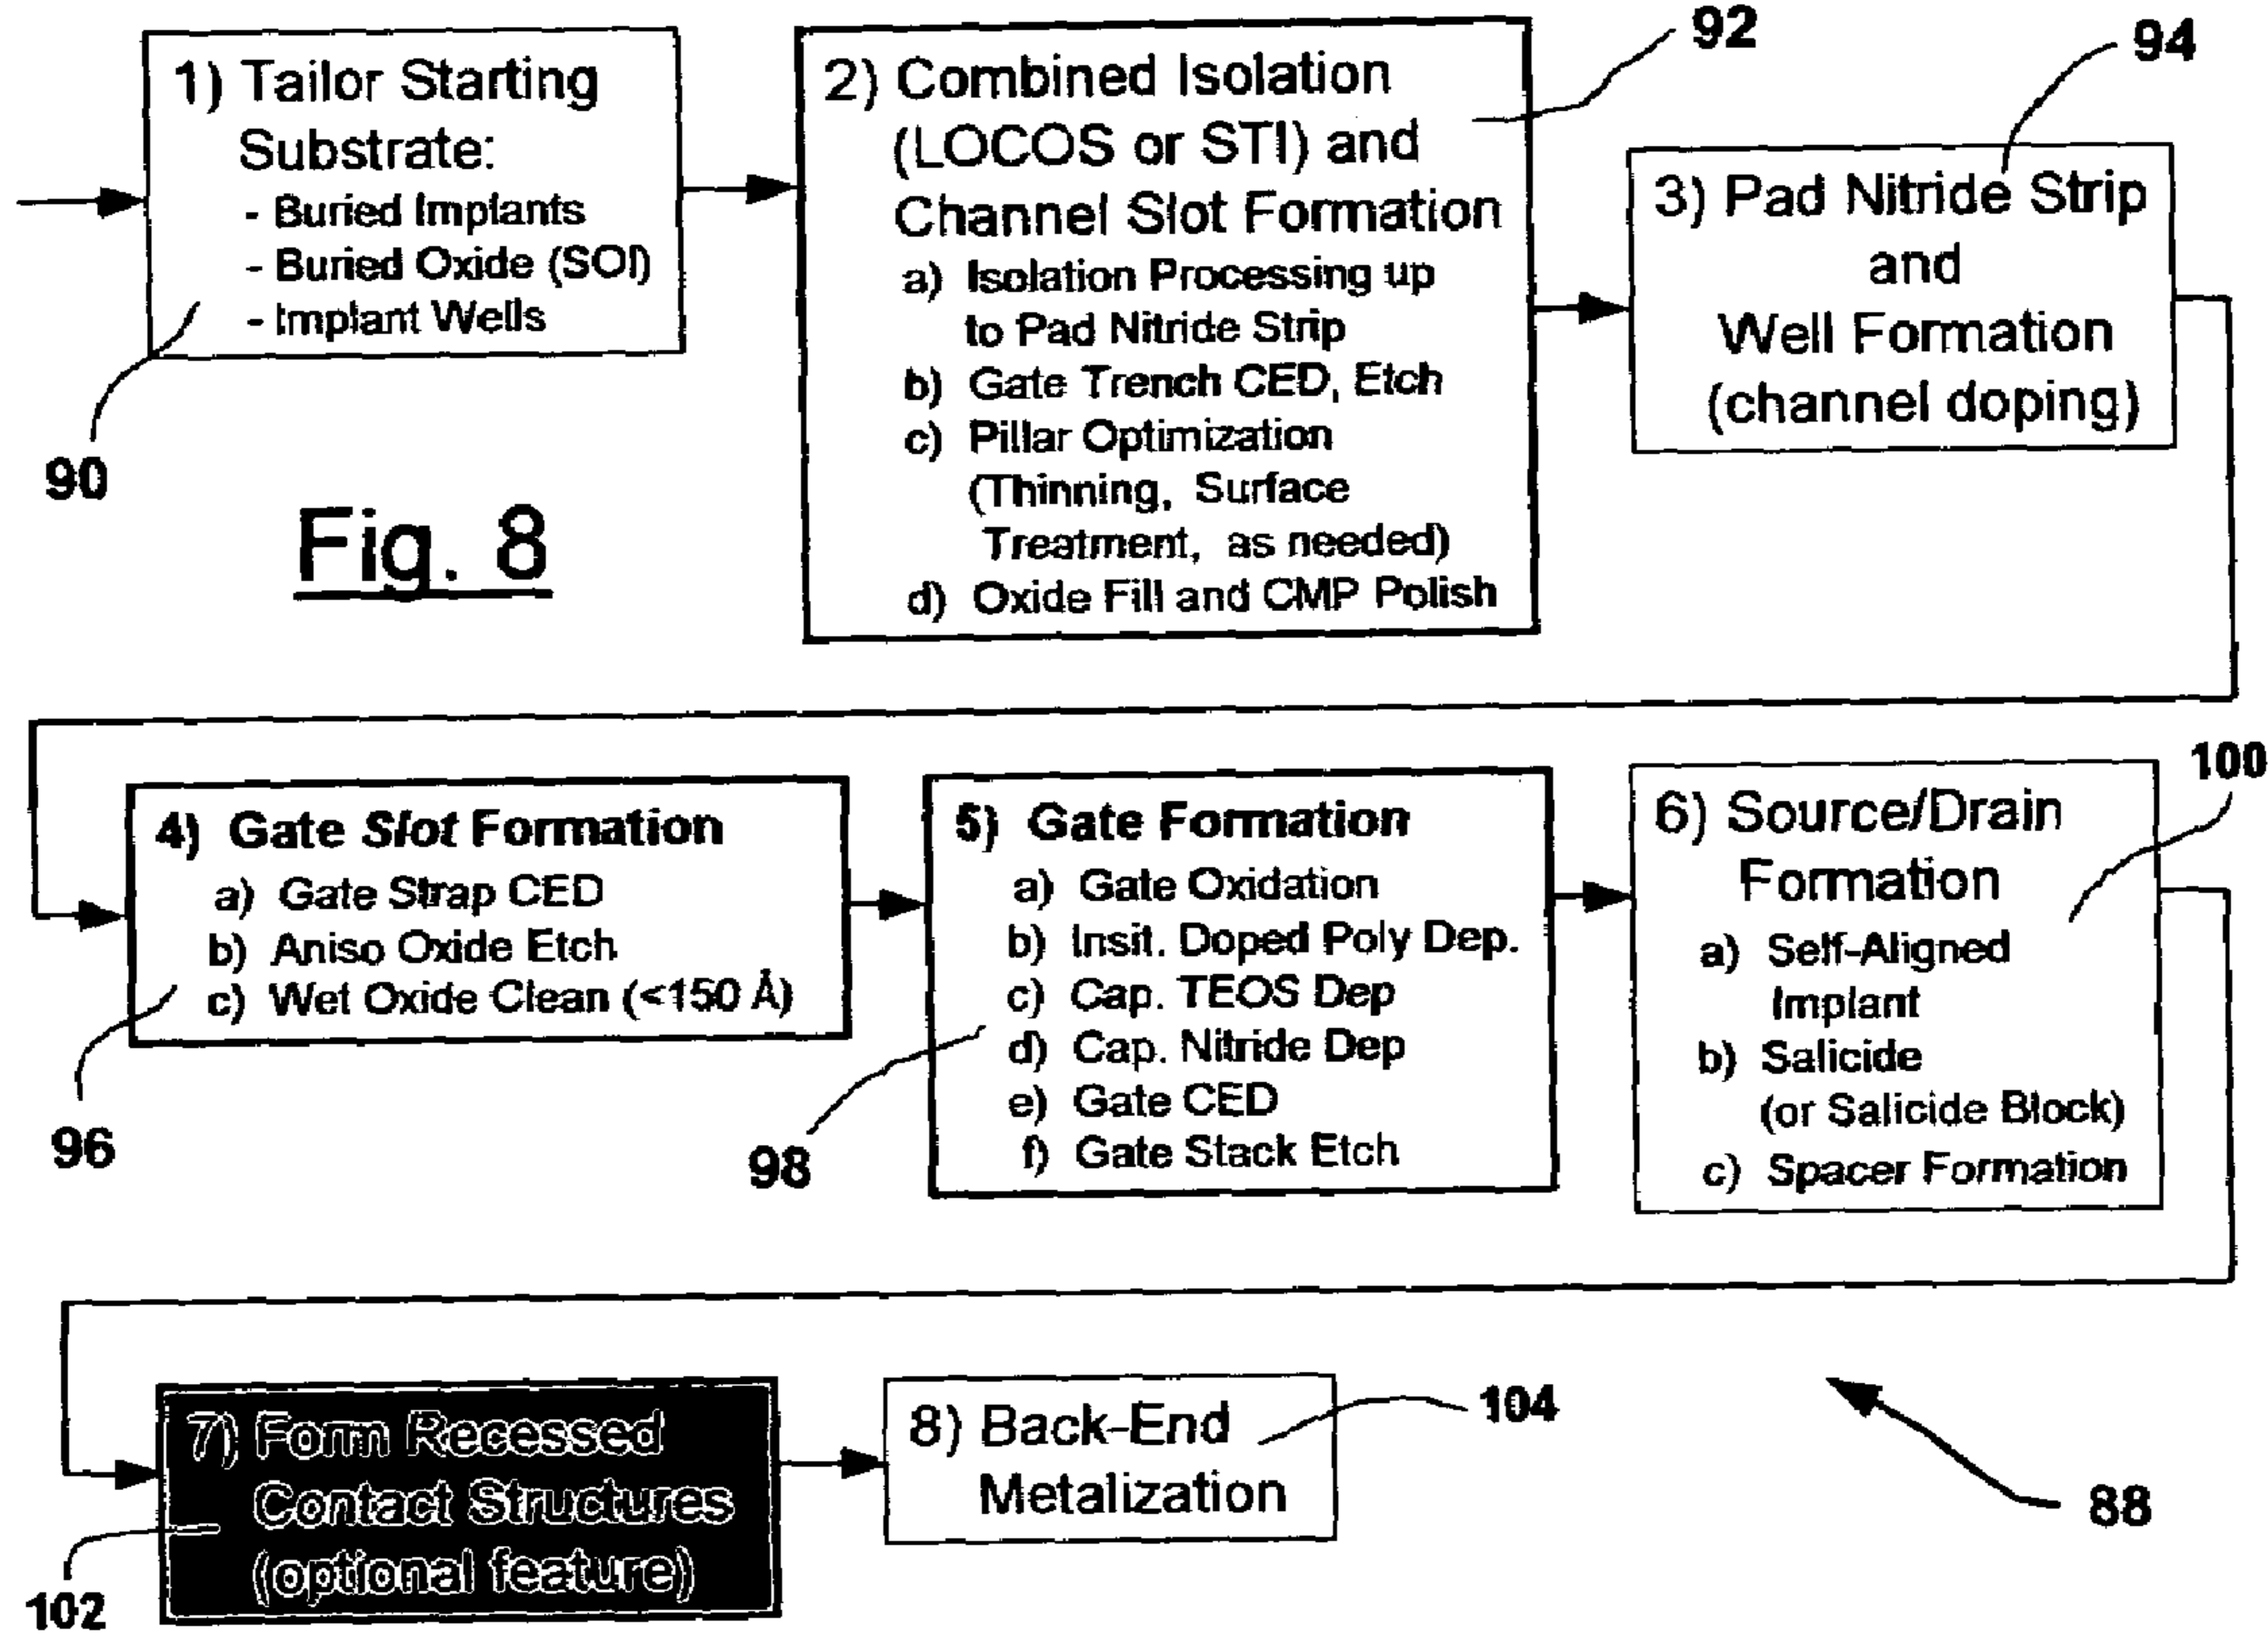 1) Tailor Starting
Substrate:
- Buried Implants
- Buried Oxide (SOI)
- Implant Wells
90
2) Combined Isolation
(LOCOS or STI) and
Channel Slot Formation
a) Isolation Processing up
to Pad Nitride Strip
b) Gate Trench CED, Etch
c) Pillar Optimization
(Thinning, Surface
Treatment, as needed)
d) Oxide Fill and CMP Polish
92
3) Pad Nitride Strip
and
Well Formation
(channel doping)
94
Fig. 8
4) Gate Slot Formation
a) Gate Strap CED
b) Aniso Oxide Etch
c) Wet Oxide Clean (<150 Å)
96
5) Gate Formation
a) Gate Oxidation
b) Insit. Doped Poly Dep.
c) Cap. TEOS Dep
d) Cap. Nitride Dep
e) Gate CED
f) Gate Stack Etch
98
6) Source/Drain
Formation
a) Self-Aligned
Implant
b) Salicide
(or Salicide Block)
c) Spacer Formation
100
7) Form Recessed
Contact Structures
(optional feature)
102
8) Back-End
Metalization
104
88